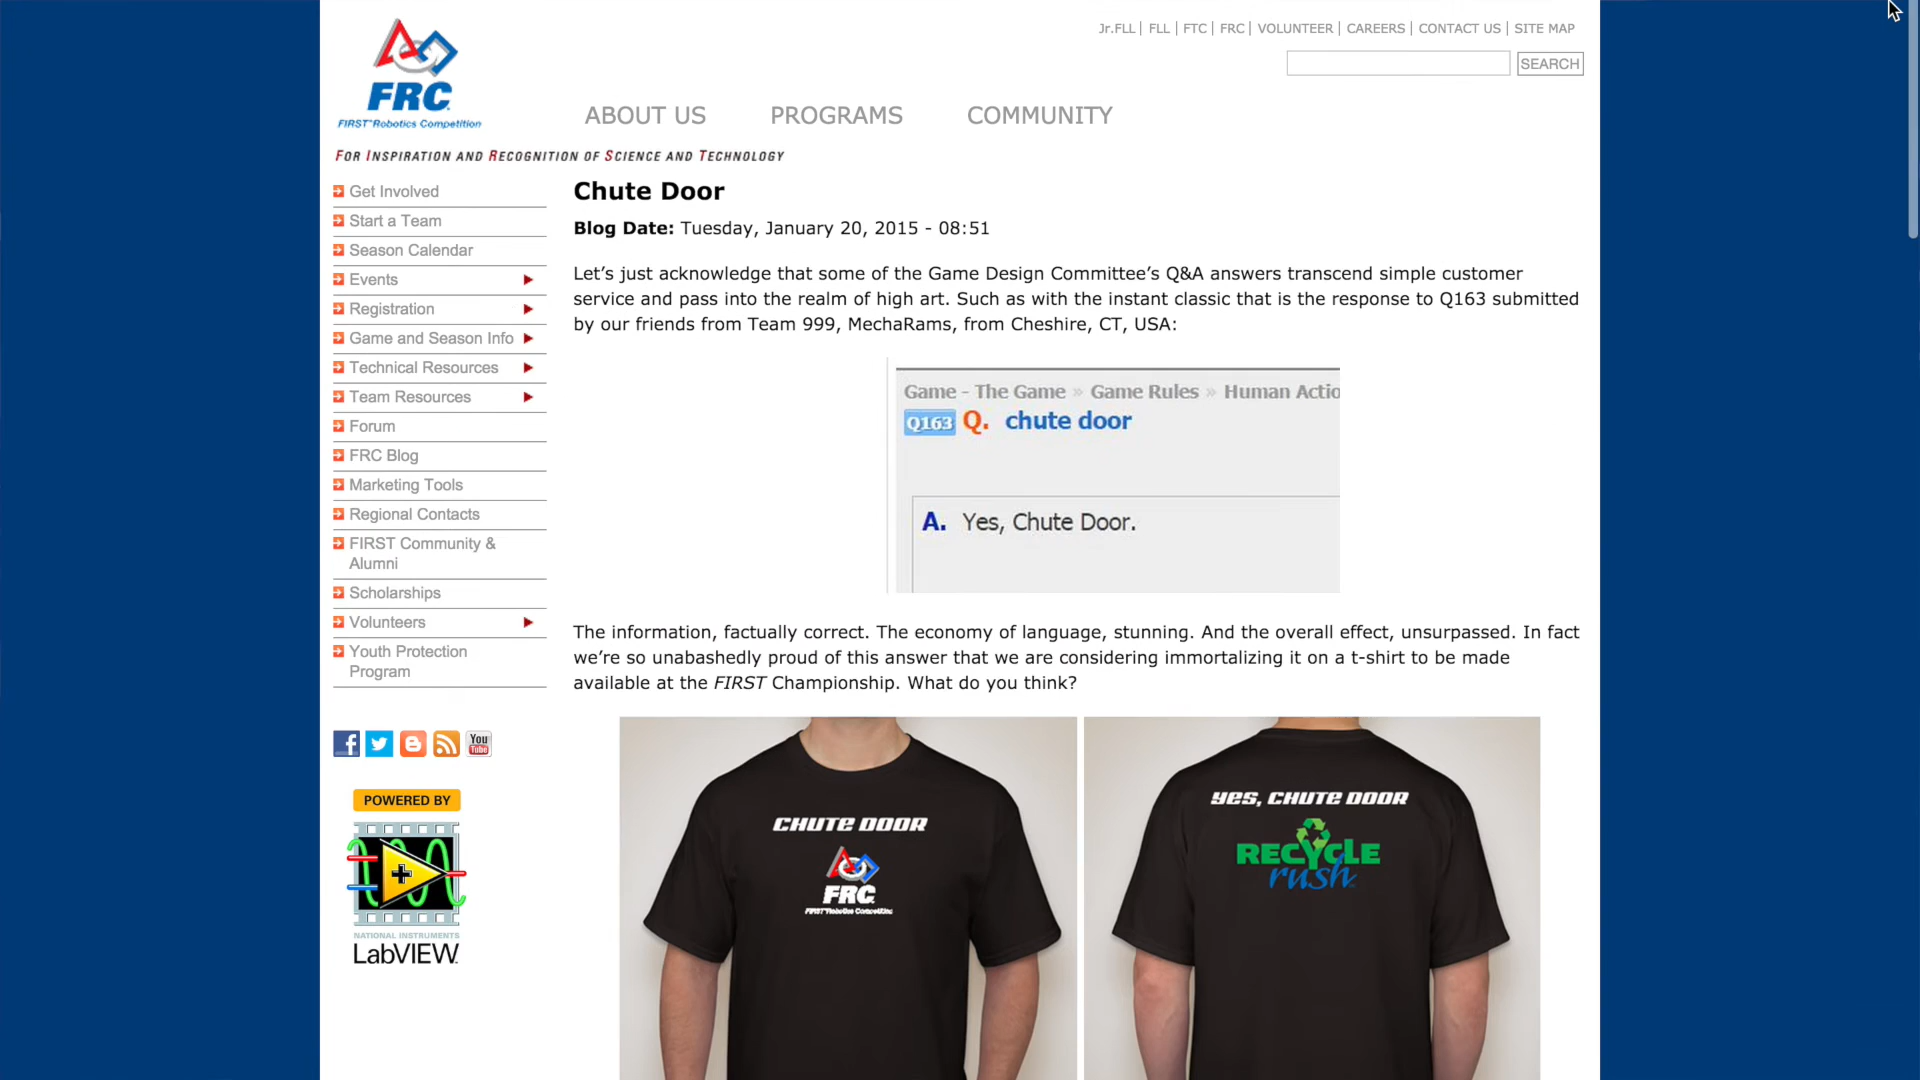 Jr.FLL | FLL | FTC | FRC | VOLUNTEER | CAREERS | CONTACT US | SITE MAP
SEARCH
FRC
FIRST Robotics Competition
ABOUT US PROGRAMS COMMUNITY
FOR INSPIRATION AND RECOGNITION OF SCIENCE AND TECHNOLOGY
Get Involved
Start a Team
Season Calendar
Events
Registration
Game and Season Info
Technical Resources
Team Resources
Forum
FRC Blog
Marketing Tools
Regional Contacts
FIRST Community &
Alumni
Scholarships
Volunteers
Youth Protection
Program
You
Tube
POWERED BY
NATIONAL INSTRUMENTS
LabVIEW
Chute Door
Blog Date: Tuesday, January 20, 2015 - 08:51
Let’s just acknowledge that some of the Game Design Committee’s Q&A answers transcend simple customer
service and pass into the realm of high art. Such as with the instant classic that is the response to Q163 submitted
by our friends from Team 999, MechaRams, from Cheshire, CT, USA:
Game - The Game » Game Rules » Human Actio
Q163 Q. chute door
A. Yes, Chute Door.
The information, factually correct. The economy of language, stunning. And the overall effect, unsurpassed. In fact
we’re so unabashedly proud of this answer that we are considering immortalizing it on a t-shirt to be made
available at the FIRST Championship. What do you think?
CHUTE DOOR
FRC
FIRST Robotics Competition
YES, CHUTE DOOR
RECYCLE
rush